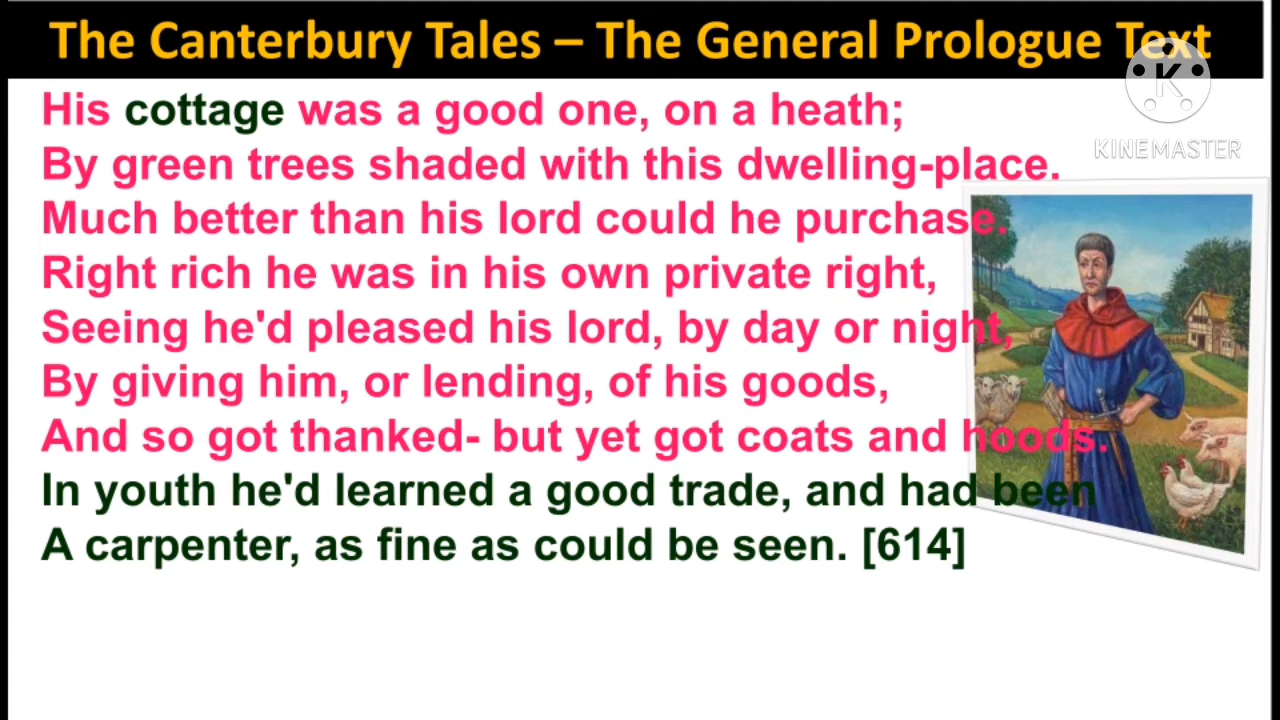 The Canterbury Tales – The General Prologue Text
KINEMASTER
His cottage was a good one, on a heath;
By green trees shaded with this dwelling-place.
Much better than his lord could he purchase.
Right rich he was in his own private right,
Seeing he'd pleased his lord, by day or night,
By giving him, or lending, of his goods,
And so got thanked- but yet got coats and hoods.
In youth he'd learned a good trade, and had been
A carpenter, as fine as could be seen. [614]